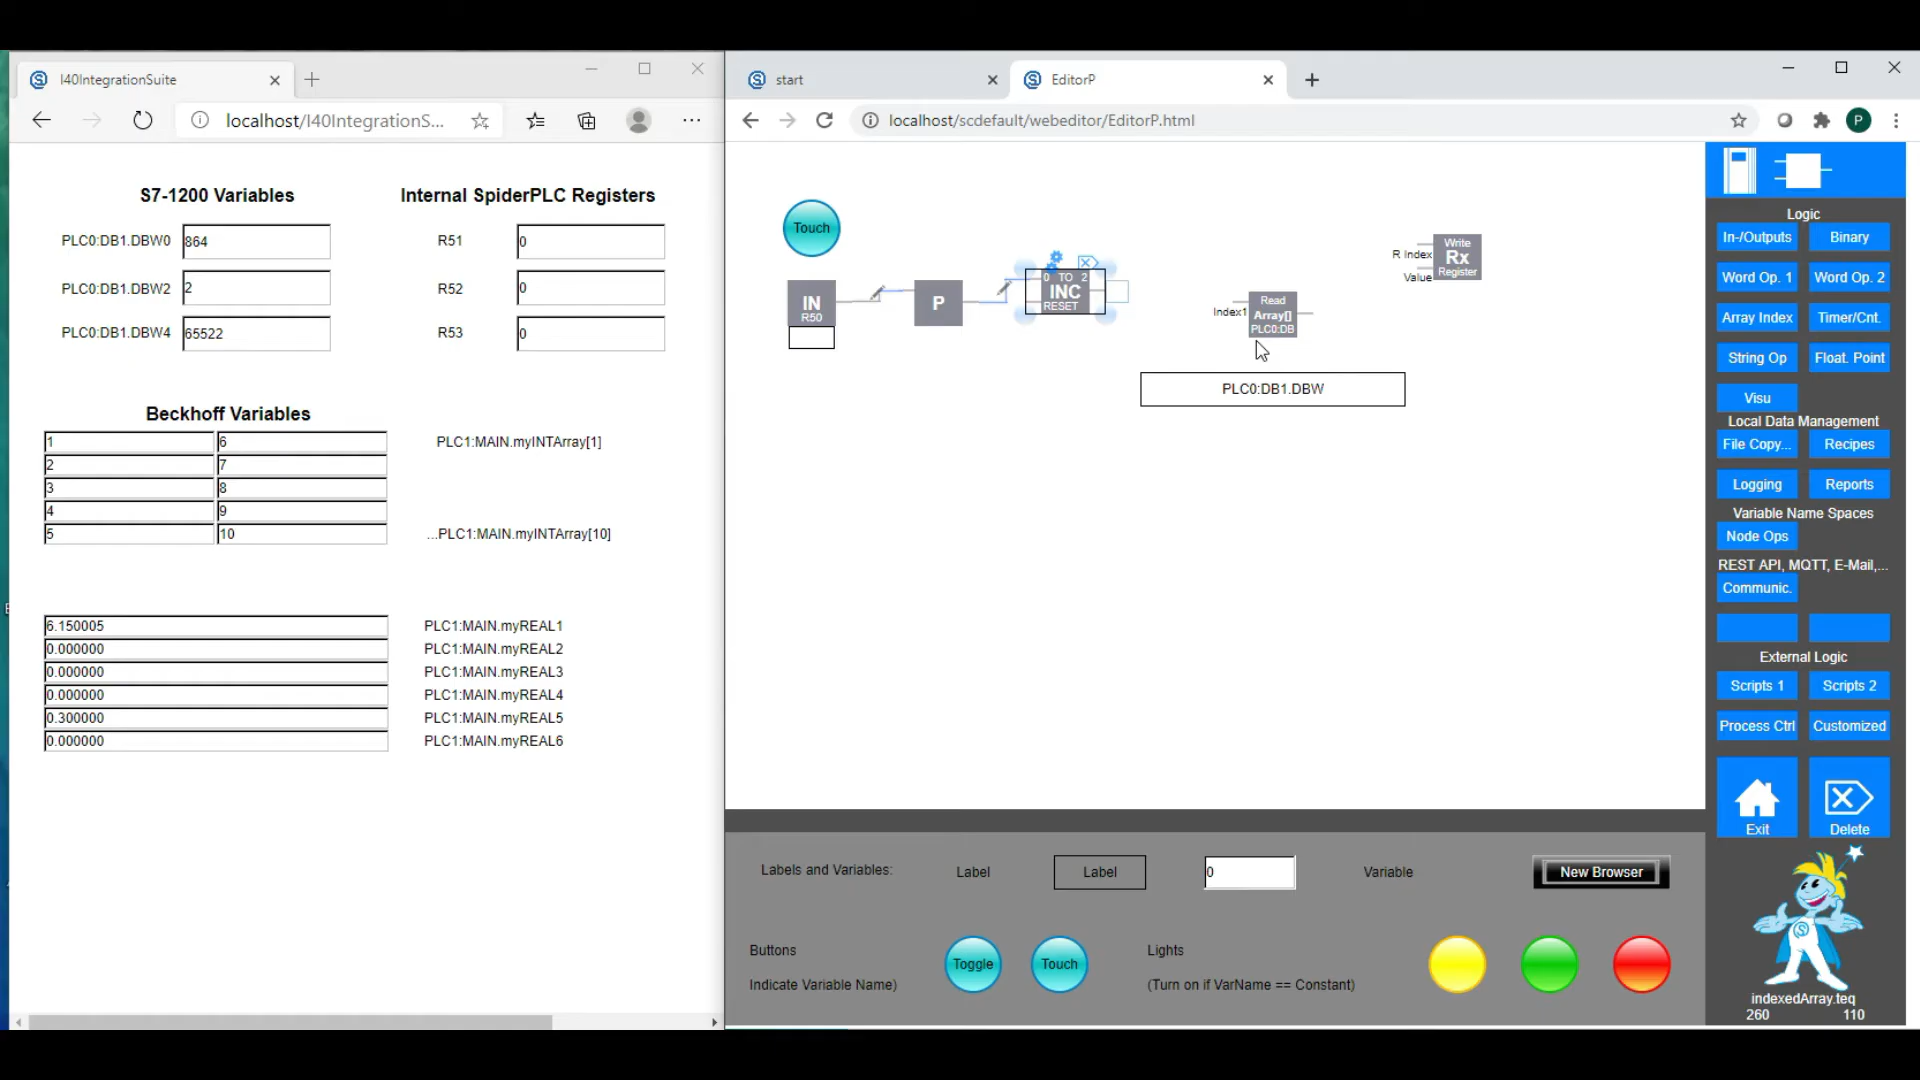 I40IntegrationSuite
localhost/I40IntegrationS...
S7-1200 Variables
Internal SpiderPLC Registers
PLC0:DB1.DBW0
864
R51
0
PLC0:DB1.DBW2
2
R52
0
PLC0:DB1.DBW4
65522
R53
0
Beckhoff Variables
1
6
PLC1:MAIN.myINTArray[1]
2
7
3
8
4
9
5
10
...PLC1:MAIN.myINTArray[10]
6.150005
PLC1:MAIN.myREAL1
0.000000
PLC1:MAIN.myREAL2
0.000000
PLC1:MAIN.myREAL3
0.000000
PLC1:MAIN.myREAL4
0.300000
PLC1:MAIN.myREAL5
0.000000
PLC1:MAIN.myREAL6
start
EditorP
localhost/scdefault/webeditor/EditorP.html
P
Touch
IN
R50
P
0 TO 2
INC
RESET
Index1
Read
Array[]
PLC0:DB
PLC0:DB1.DBW
R Index
Value
Write
Rx
Register
Logic
In-/Outputs
Binary
Word Op. 1
Word Op. 2
Array Index
Timer/Cnt.
String Op
Float. Point
Visu
Local Data Management
File Copy...
Recipes
Logging
Reports
Variable Name Spaces
Node Ops
REST API, MQTT, E-Mail,...
Communic.
External Logic
Scripts 1
Scripts 2
Process Ctrl
Customized
Exit
Delete
indexedArray.teq
260
110
Labels and Variables:
Label
Label
0
Variable
New Browser
Buttons
Indicate Variable Name)
Toggle
Touch
Lights
(Turn on if VarName == Constant)